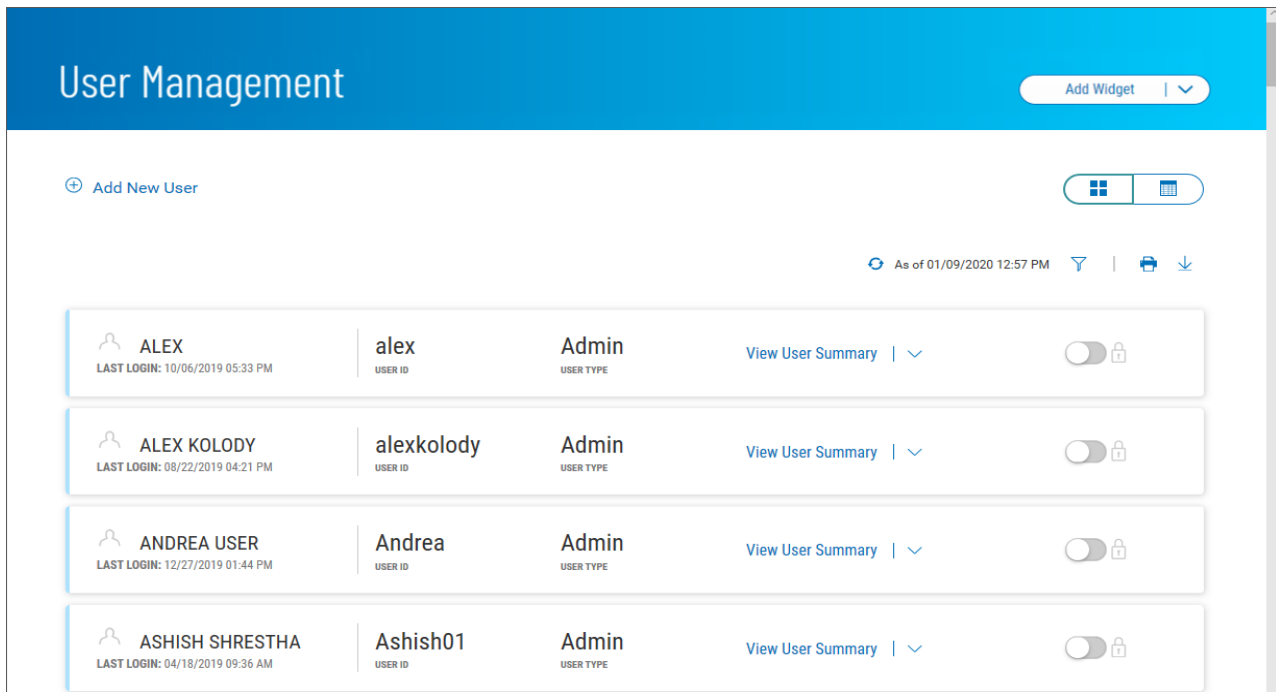 User Management
Add Widget
Add New User
As of 01/09/2020 12:57 PM
ALEX alex Admin
LAST LOGIN: 10/06/2019 05:33 PM USER ID USER TYPE View User Summary
ALEX KOLODY alexkolody Admin
LAST LOGIN: 08/22/2019 04:21 PM USER ID USER TYPE View User Summary
ANDREA USER Andrea Admin
LAST LOGIN: 12/27/2019 01:44 PM USER ID USER TYPE View User Summary
ASHISH SHRESTHA Ashish01 Admin
LAST LOGIN: 04/18/2019 09:36 AM USER ID USER TYPE View User Summary